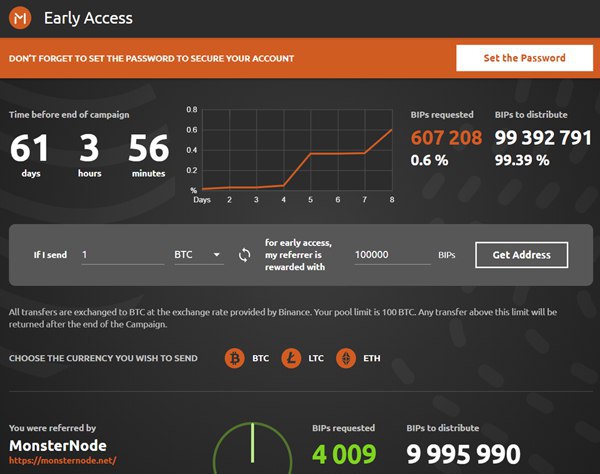 M Early Access
DON'T FORGET TO SET THE PASSWORD TO SECURE YOUR ACCOUNT
Set the Password
Time before end of campaign
61 3 56
days hours minutes
0.8
0.6
0.4
0.2
%
Days 2 3 4 5 6 7 8
BIPs requested
607 208
0.6 %
BIPs to distribute
99 392 791
99.39 %
If I send 1 BTC
for early access,
my referrer is
rewarded with
100000 BIPs
Get Address
All transfers are exchanged to BTC at the exchange rate provided by Binance. Your pool limit is 100 BTC. Any transfer above this limit will be
returned after the end of the Campaign.
CHOOSE THE CURRENCY YOU WISH TO SEND BTC LTC ETH
You were referred by
MonsterNode
https://monsternode.net/
BIPs requested
4 009
BIPs to distribute
9 995 990